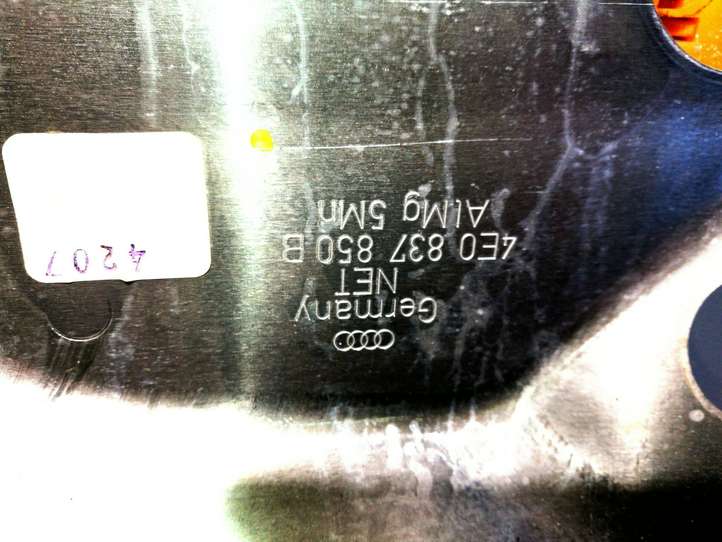 Germany
NET
4E0 837 850 B
AlMg 5Mn
4207